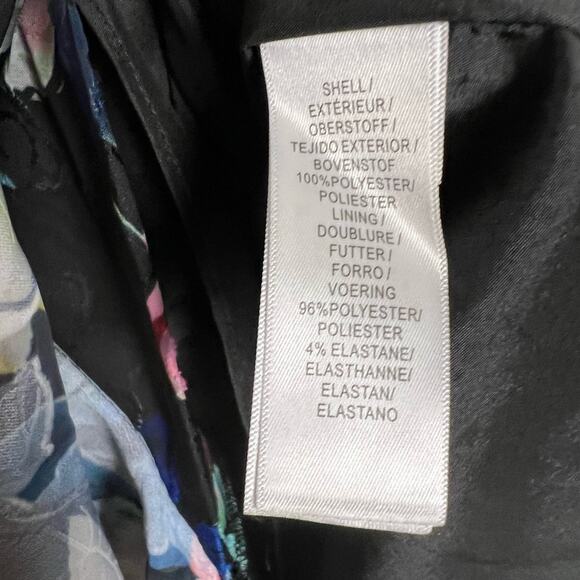 SHELL/
EXTÉRIEUR/
OBERSTOFF/
TEJIDO EXTERIOR/
BOVENSTOF
100%POLYESTER/
POLIESTER
LINING/
DOUBLURE/
FUTTER/
FORRO/
VOERING
96%POLYESTER/
POLIESTER
4% ELASTANE/
ELASTHANNE/
ELASTAN/
ELASTANO